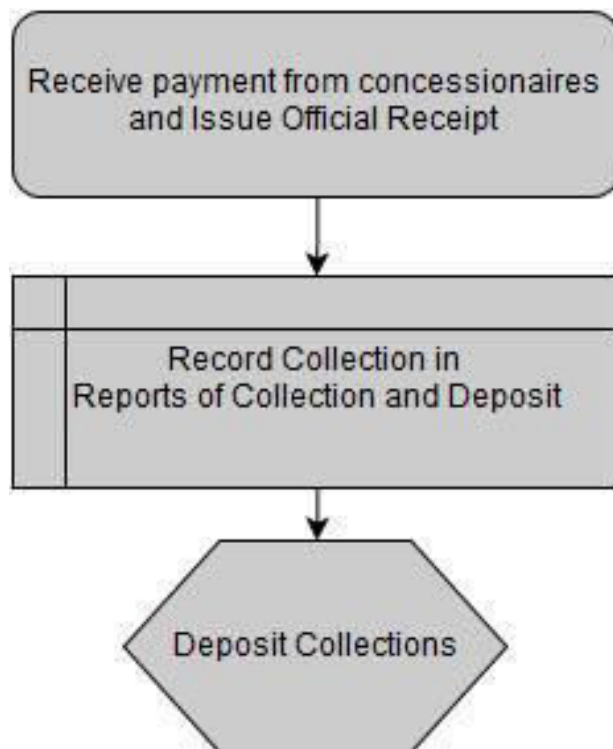 Receive payment from concessionaires
and Issue Official Receipt
Record Collection in
Reports of Collection and Deposit
Deposit Collections